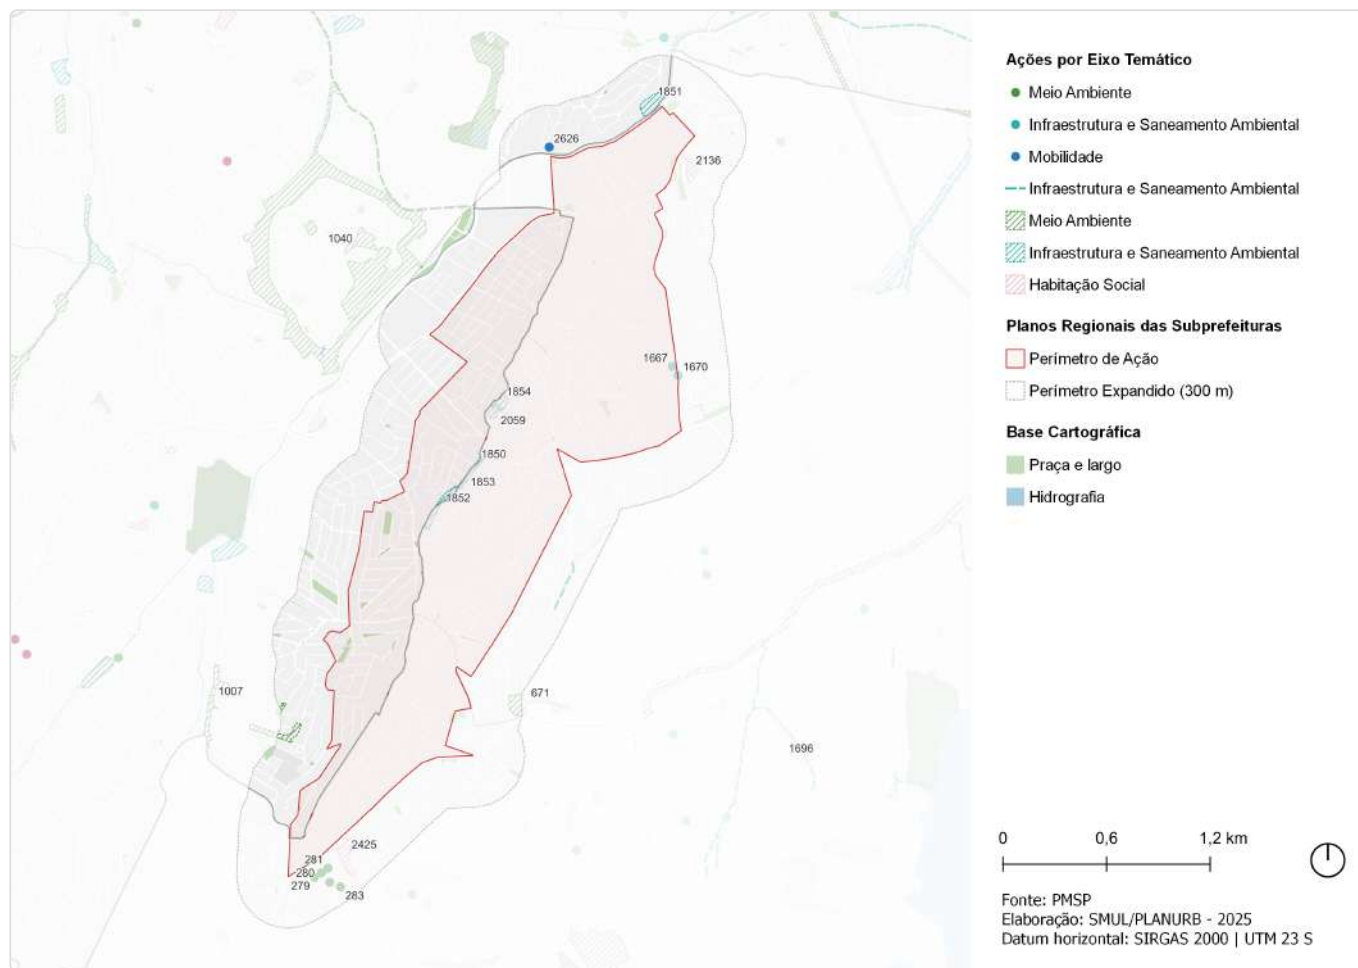 1851
2626
2136
1040
1667
1670
1854
2059
1850
1853
1852
671
1007
1696
2425
281
280
279
283
Ações por Eixo Temático
Meio Ambiente
Infraestrutura e Saneamento Ambiental
Mobilidade
Infraestrutura e Saneamento Ambiental
Meio Ambiente
Infraestrutura e Saneamento Ambiental
Habitação Social
Planos Regionais das Subprefeituras
Perímetro de Ação
Perímetro Expandido (300 m)
Base Cartográfica
Praça e largo
Hidrografia
0 0,6 1,2 km
Fonte: PMSP
Elaboração: SMUL/PLANURB - 2025
Datum horizontal: SIRGAS 2000 | UTM 23 S